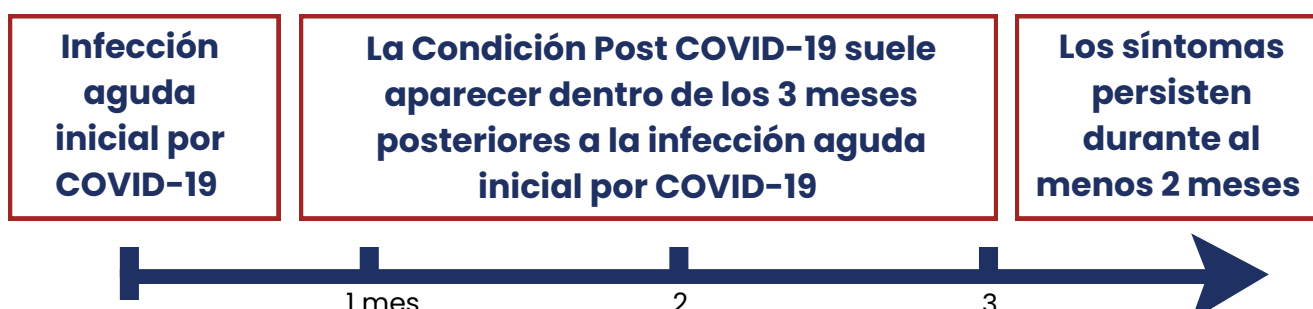 Infección
aguda
inicial por
COVID-19
La Condición Post COVID-19 suele
aparecer dentro de los 3 meses
posteriores a la infección aguda
inicial por COVID-19
Los síntomas
persisten
durante al
menos 2 meses
1 mes
2
3